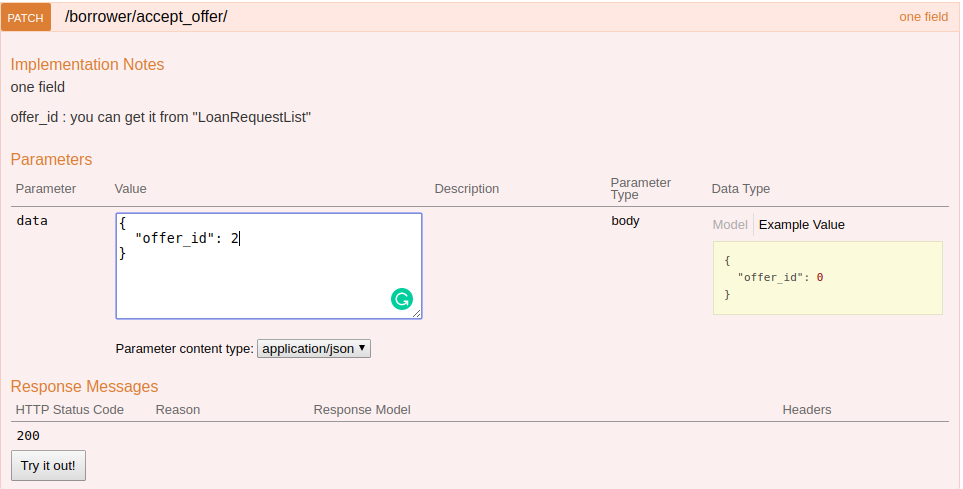 PATCH /borrower/accept_offer/ one field
Implementation Notes
one field
offer_id : you can get it from "LoanRequestList"
Parameters
Parameter Value Description Parameter Type Data Type
data
{
"offer_id": 2
}
body
Model Example Value
{
"offer_id": 0
}
Parameter content type: application/json
Response Messages
HTTP Status Code Reason Response Model Headers
200
Try it out!